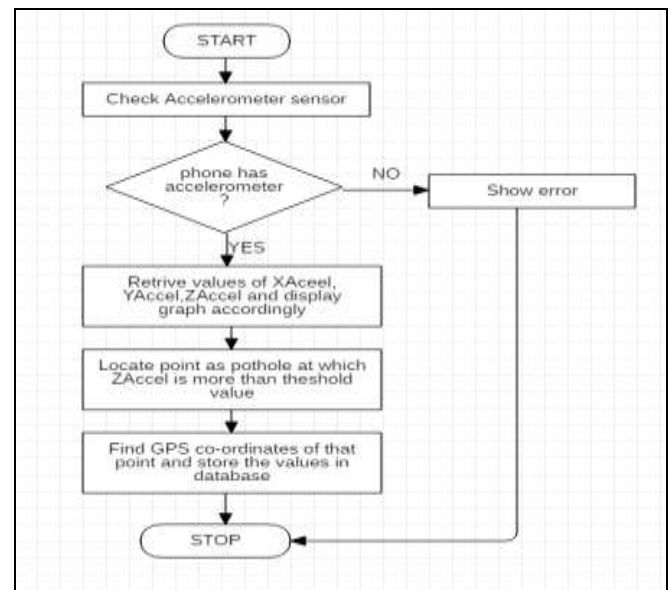 START
Check Accelerometer sensor
phone has
accelerometer
?
NO
Show error
YES
Retrive values of XAceel,
YAccel,ZAccel and display
graph accordingly
Locate point as pothole at which
ZAccel is more than theshold
value
Find GPS co-ordinates of that
point and store the values in
database
STOP